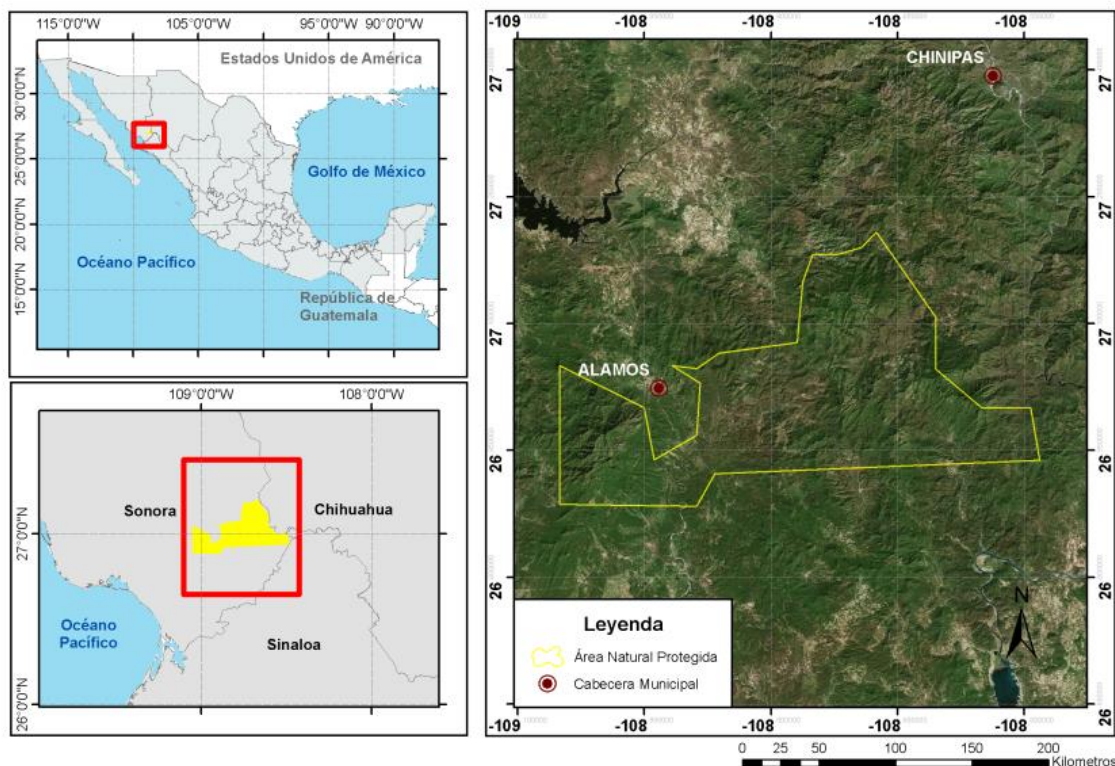 115°0'0"W
105°0'0"W
95°0'0"W
90°0'0"W
Estados Unidos de América
30°0'0"N
25°0'0"N
20°0'0"N
15°0'0"N
Golfo de México
Océano Pacífico
República de
Guatemala
109°0'0"W
108°0'0"W
Sonora
Chihuahua
27°0'0"N
Océano
Pacífico
Sinaloa
26°0'0"N
-109
-108
-108
-108
-108
CHINIPAS
27
27
27
27
27
27
ALAMOS
26
26
26
26
26
26
N
Leyenda
Área Natural Protegida
Cabecera Municipal
-109
-108
-108
-108
-108
0
25
50
100
150
200
Kilometros